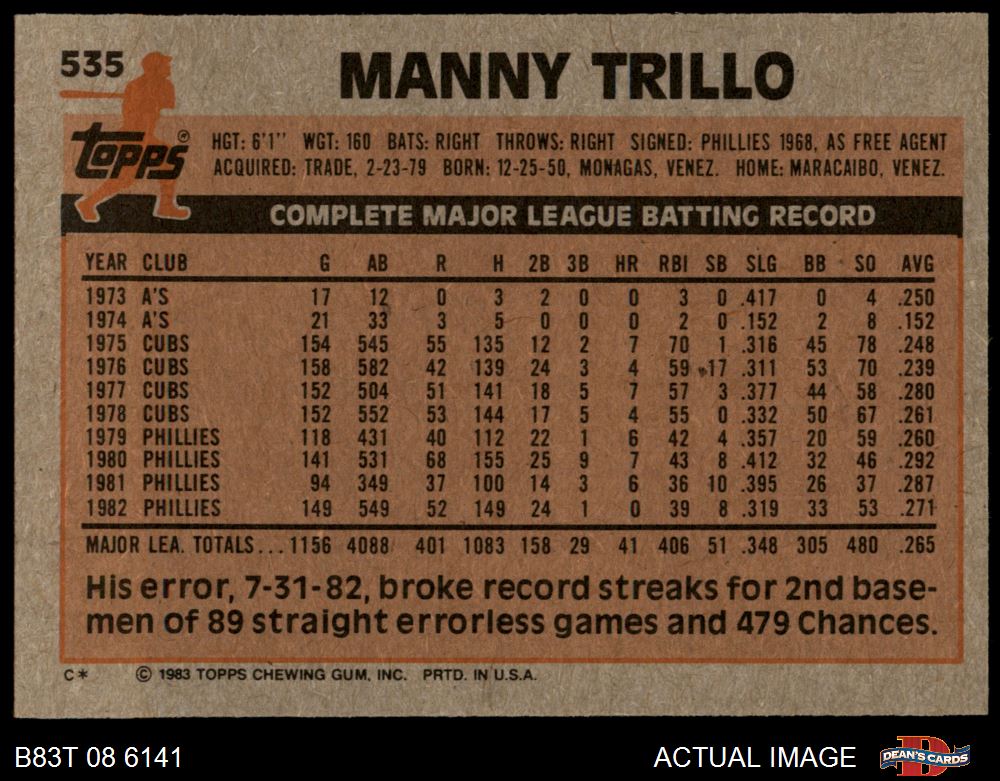 535
MANNY TRILLO
topps®
HGT: 6'1" WGT: 160 BATS: RIGHT THROWS: RIGHT SIGNED: PHILLIES 1968, AS FREE AGENT
ACQUIRED: TRADE, 2-23-79 BORN: 12-25-50, MONAGAS, VENEZ. HOME: MARACAIBO, VENEZ.
COMPLETE MAJOR LEAGUE BATTING RECORD
YEAR CLUB G AB R H 2B 3B HR RBI SB SLG BB SO AVG
1973 A'S 17 12 0 3 2 0 0 3 0 .417 0 4 .250
1974 A'S 21 33 3 5 0 0 0 2 0 .152 2 8 .152
1975 CUBS 154 545 55 135 12 2 7 70 1 .316 45 78 .248
1976 CUBS 158 582 42 139 24 3 4 59 17 .311 53 70 .239
1977 CUBS 152 504 51 141 18 5 7 57 3 .377 44 58 .280
1978 CUBS 152 552 53 144 17 5 4 55 0 .332 50 67 .261
1979 PHILLIES 118 431 40 112 22 1 6 42 4 .357 20 59 .260
1980 PHILLIES 141 531 68 155 25 9 7 43 8 .412 32 46 .292
1981 PHILLIES 94 349 37 100 14 3 6 36 10 .395 26 37 .287
1982 PHILLIES 149 549 52 149 24 1 0 39 8 .319 33 53 .271
MAJOR LEA. TOTALS... 1156 4088 401 1083 158 29 41 406 51 .348 305 480 .265
His error, 7-31-82, broke record streaks for 2nd base-
men of 89 straight errorless games and 479 Chances.
C* © 1983 TOPPS CHEWING GUM, INC. PRTD. IN U.S.A.
B83T 08 6141 ACTUAL IMAGE DEAN'S CARDS